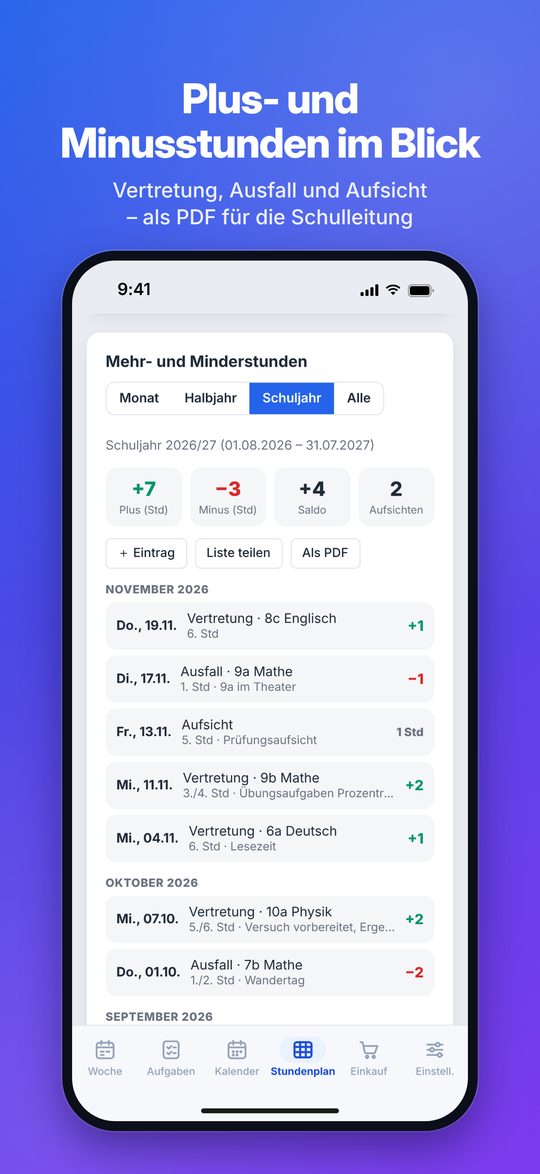 Plus- und
Minusstunden im Blick
Vertretung, Ausfall und Aufsicht
– als PDF für die Schulleitung
9:41
Mehr- und Minderstunden
Monat Halbjahr Schuljahr Alle
Schuljahr 2026/27 (01.08.2026 – 31.07.2027)
+7 −3 +4 2
Plus (Std) Minus (Std) Saldo Aufsichten
+ Eintrag Liste teilen Als PDF
NOVEMBER 2026
Do., 19.11. Vertretung · 8c Englisch +1
6. Std
Di., 17.11. Ausfall · 9a Mathe −1
1. Std · 9a im Theater
Fr., 13.11. Aufsicht 1 Std
5. Std · Prüfungsaufsicht
Mi., 11.11. Vertretung · 9b Mathe +2
3./4. Std · Übungsaufgaben Prozentr...
Mi., 04.11. Vertretung · 6a Deutsch +1
6. Std · Lesezeit
OKTOBER 2026
Mi., 07.10. Vertretung · 10a Physik +2
5./6. Std · Versuch vorbereitet, Erge...
Do., 01.10. Ausfall · 7b Mathe −2
1./2. Std · Wandertag
SEPTEMBER 2026
Woche Aufgaben Kalender Stundenplan Einkauf Einstell.